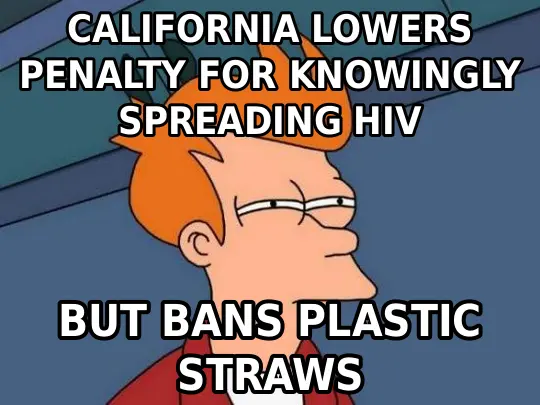 CALIFORNIA LOWERS
PENALTY FOR KNOWINGLY
SPREADING HIV
BUT BANS PLASTIC
STRAWS